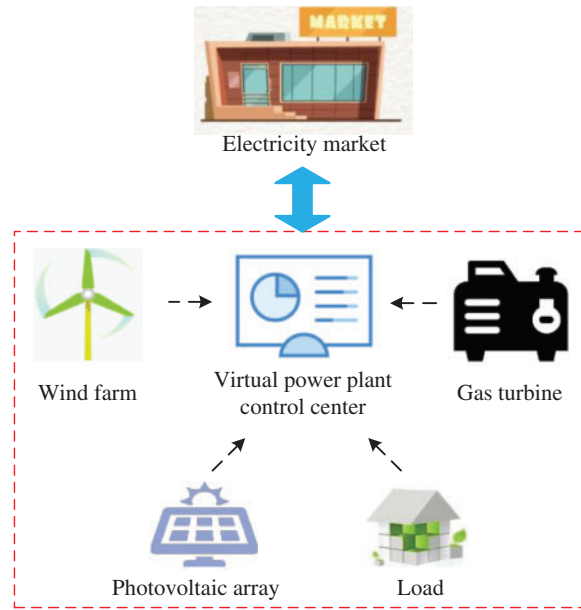 MARKET
Electricity market
Wind farm
Virtual power plant
control center
Gas turbine
Photovoltaic array
Load